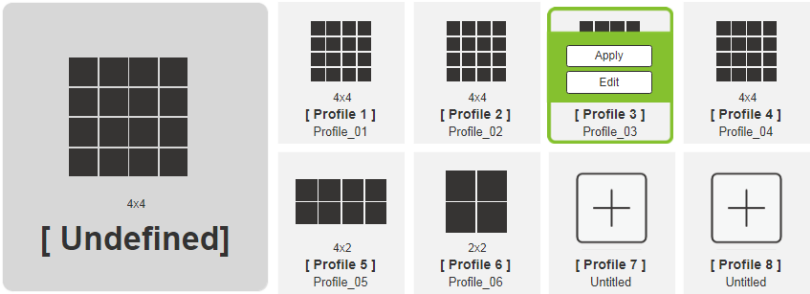 4x4
[ Undefined]
4x4
[ Profile 1 ]
Profile_01
4x4
[ Profile 2 ]
Profile_02
Apply
Edit
[ Profile 3 ]
Profile_03
4x4
[ Profile 4 ]
Profile_04
4x2
[ Profile 5 ]
Profile_05
2x2
[ Profile 6 ]
Profile_06
[ Profile 7 ]
Untitled
[ Profile 8 ]
Untitled